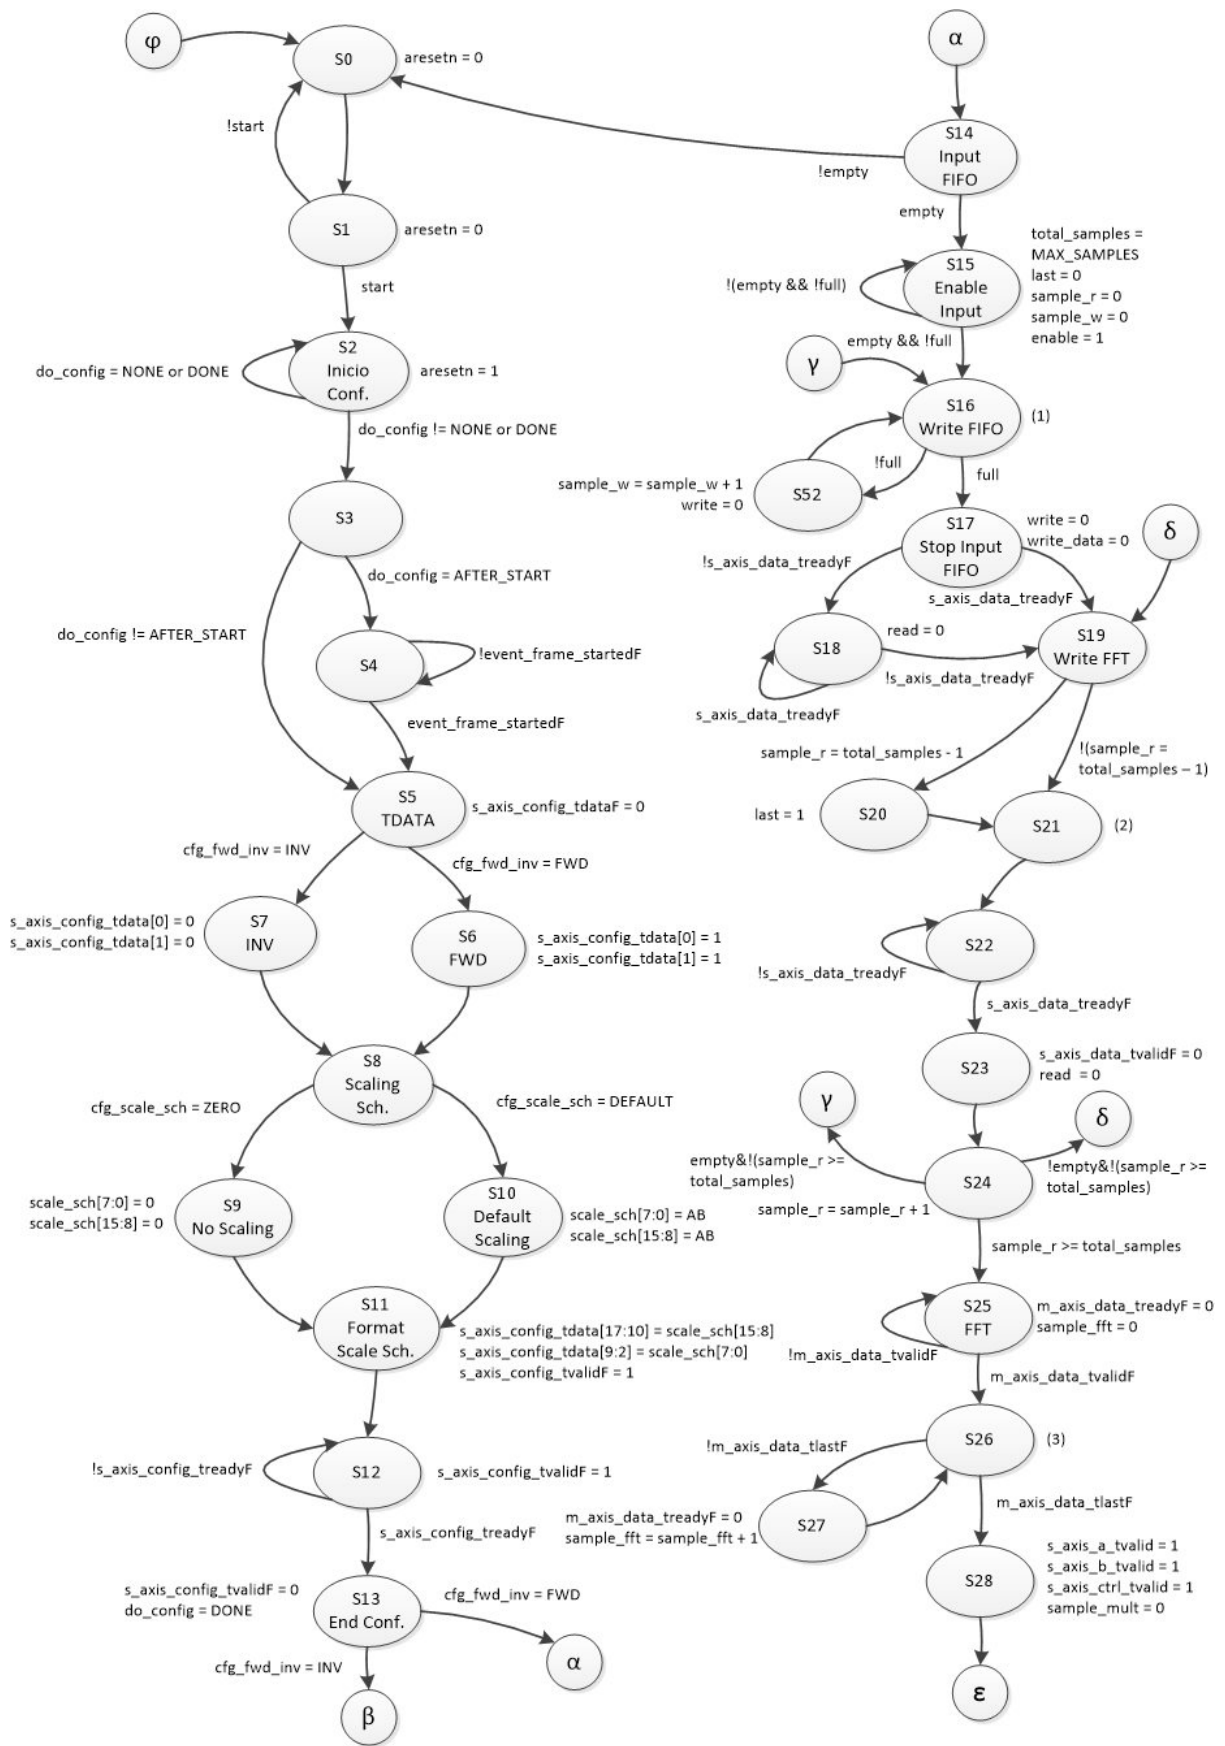 φ
S0
aresetn = 0
!start
S1
aresetn = 0
start
S2
Inicio
Conf.
do_config = NONE or DONE
aresetn = 1
do_config != NONE or DONE
S3
do_config = AFTER_START
do_config != AFTER_START
S4
!event_frame_startedF
event_frame_startedF
S5
TDATA
s_axis_config_tdataF = 0
cfg_fwd_inv = INV
cfg_fwd_inv = FWD
s_axis_config_tdata[0] = 0
s_axis_config_tdata[1] = 0
S7
INV
S6
FWD
s_axis_config_tdata[0] = 1
s_axis_config_tdata[1] = 1
S8
Scaling
Sch.
cfg_scale_sch = ZERO
cfg_scale_sch = DEFAULT
scale_sch[7:0] = 0
scale_sch[15:8] = 0
S9
No Scaling
S10
Default
Scaling
scale_sch[7:0] = AB
scale_sch[15:8] = AB
S11
Format
Scale Sch.
s_axis_config_tdata[17:10] = scale_sch[15:8]
s_axis_config_tdata[9:2] = scale_sch[7:0]
s_axis_config_tvalidF = 1
!s_axis_config_treadyF
S12
s_axis_config_tvalidF = 1
s_axis_config_treadyF
s_axis_config_tvalidF = 0
do_config = DONE
S13
End Conf.
cfg_fwd_inv = FWD
α
cfg_fwd_inv = INV
β
α
S14
Input
FIFO
!empty
empty
S15
Enable
Input
!(empty && !full)
total_samples =
MAX_SAMPLES
last = 0
sample_r = 0
sample_w = 0
enable = 1
empty && !full
γ
S16
Write FIFO
(1)
!full
full
sample_w = sample_w + 1
write = 0
S52
S17
Stop Input
FIFO
write = 0
write_data = 0
δ
!s_axis_data_treadyF
s_axis_data_treadyF
S18
read = 0
S19
Write FFT
!s_axis_data_treadyF
s_axis_data_treadyF
sample_r = total_samples - 1
!(sample_r =
total_samples – 1)
last = 1
S20
S21
(2)
S22
!s_axis_data_treadyF
s_axis_data_treadyF
S23
s_axis_data_tvalidF = 0
read  = 0
γ
δ
empty&!(sample_r >=
total_samples)
!empty&!(sample_r >=
total_samples)
S24
sample_r = sample_r + 1
sample_r >= total_samples
S25
FFT
m_axis_data_treadyF = 0
sample_fft = 0
!m_axis_data_tvalidF
m_axis_data_tvalidF
S26
(3)
!m_axis_data_tlastF
m_axis_data_tlastF
m_axis_data_treadyF = 0
sample_fft = sample_fft + 1
S27
S28
s_axis_a_tvalid = 1
s_axis_b_tvalid = 1
s_axis_ctrl_tvalid = 1
sample_mult = 0
ε